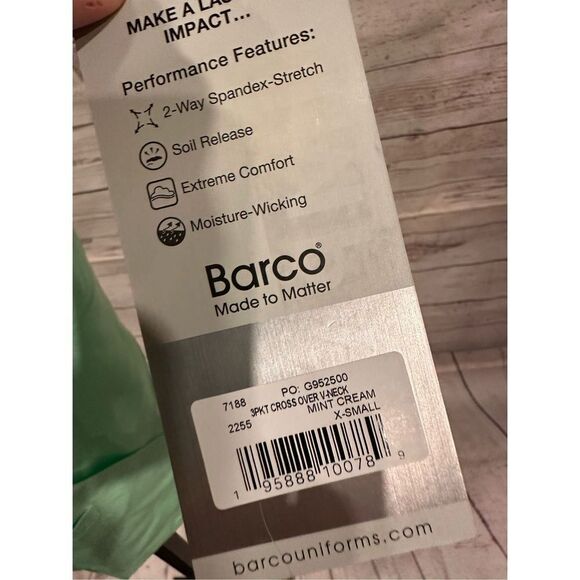 MAKE A
IMPACT...
Performance Features:
2-Way Spandex-Stretch
Soil Release
Extreme Comfort
Moisture-Wicking
Barco®
Made to Matter
7188 PO: G952500
3PKT CROSS OVER V-NECK
2255 MINT CREAM
X-SMALL
1 95888 10078 9
barcouniforms.com